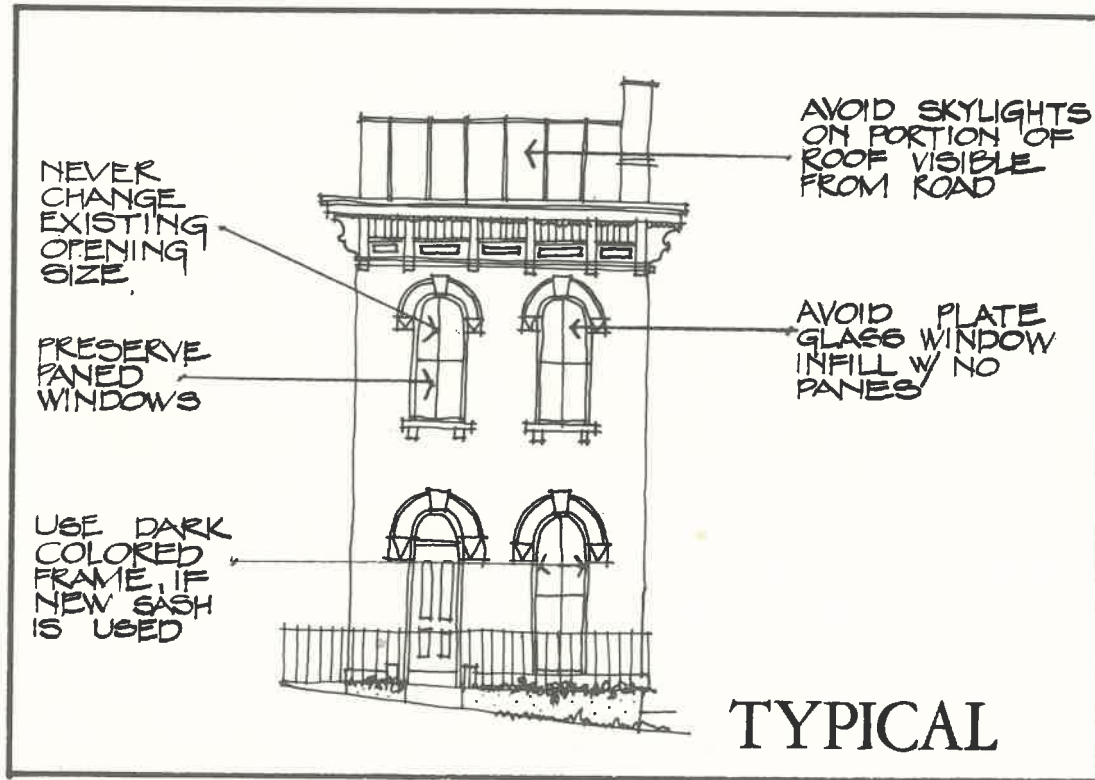 NEVER
CHANGE
EXISTING
OPENING
SIZE.
PRESERVE
PANED
WINDOWS
USE DARK
COLORED
FRAME, IF
NEW SASH
IS USED
AVOID SKYLIGHTS
ON PORTION OF
ROOF VISIBLE
FROM ROAD
AVOID PLATE
GLASS WINDOW
INFILL W/ NO
PANES
TYPICAL